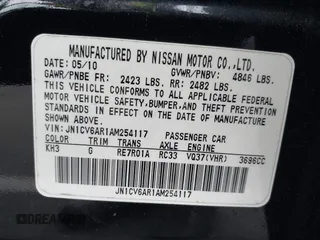 MANUFACTURED BY NISSAN MOTOR CO.,LTD.
DATE: 05/10 GVWR/PNBV: 4846 LBS.
GAWR/PNBE FR: 2423 LBS. RR: 2482 LBS.
THIS VEHICLE CONFORMS TO ALL APPLICABLE FEDERAL
MOTOR VEHICLE SAFETY,BUMPER,AND THEFT PREVENTION
STANDARDS IN EFFECT ON THE DATE OF MANUFACTURE
SHOWN ABOVE.
VIN: JN1CV6AR1AM254117 PASSENGER CAR
COLOR TRIM TRANS AXLE ENGINE
KH3 G RE7R01A RC33 VQ37(VHR) 3696CC
JN1CV6AR1AM254117